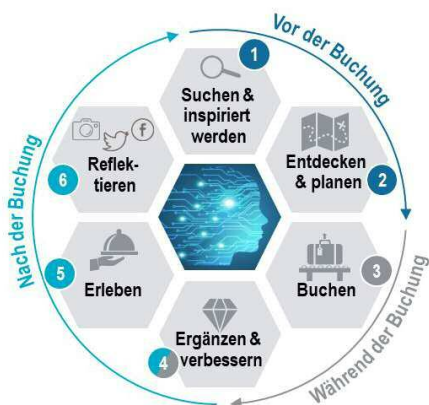 Vor der Buchung
1
Suchen &
inspiriert
werden
Entdecken
& planen
2
3
Buchen
Während der Buchung
Ergänzen &
verbessern
4
5
Erleben
6
Reflek-
tieren
f
Nach der Buchung